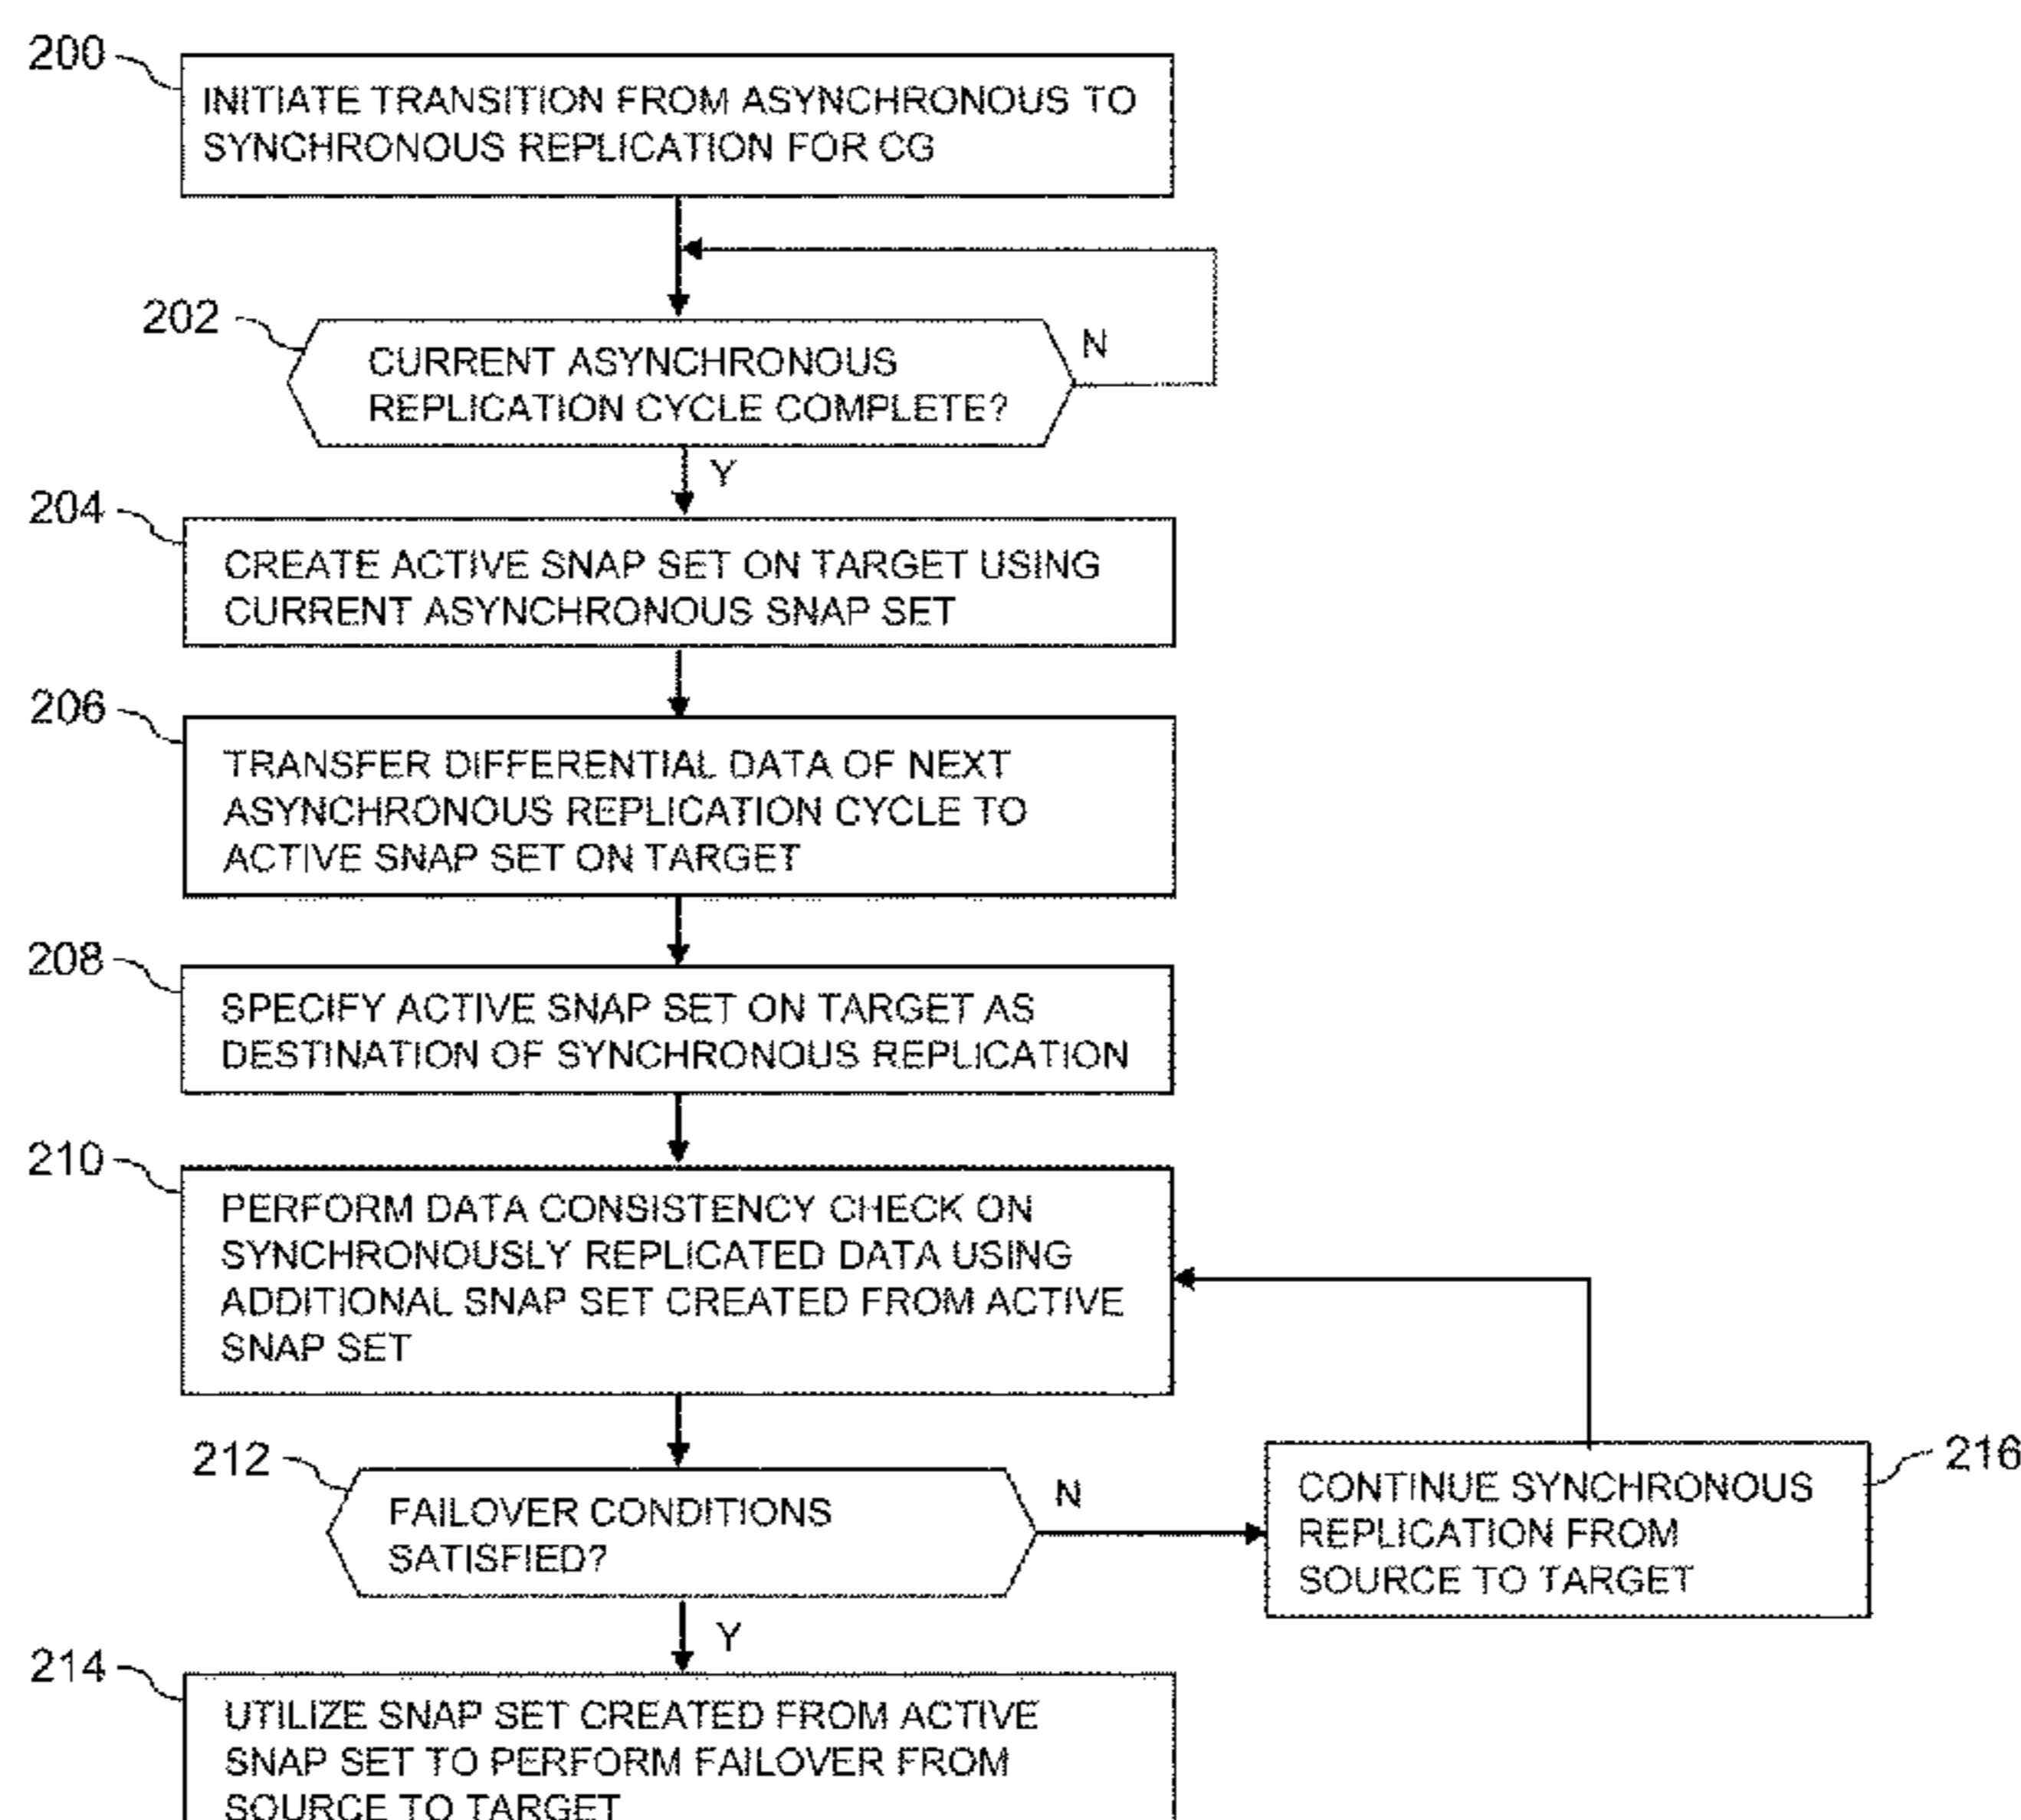 200
INITIATE TRANSITION FROM ASYNCHRONOUS TO
SYNCHRONOUS REPLICATION FOR CG
202
CURRENT ASYNCHRONOUS
REPLICATION CYCLE COMPLETE?
N
Y
204
CREATE ACTIVE SNAP SET ON TARGET USING
CURRENT ASYNCHRONOUS SNAP SET
206
TRANSFER DIFFERENTIAL DATA OF NEXT
ASYNCHRONOUS REPLICATION CYCLE TO
ACTIVE SNAP SET ON TARGET
208
SPECIFY ACTIVE SNAP SET ON TARGET AS
DESTINATION OF SYNCHRONOUS REPLICATION
210
PERFORM DATA CONSISTENCY CHECK ON
SYNCHRONOUSLY REPLICATED DATA USING
ADDITIONAL SNAP SET CREATED FROM ACTIVE
SNAP SET
212
FAILOVER CONDITIONS
SATISFIED?
N
216
CONTINUE SYNCHRONOUS
REPLICATION FROM
SOURCE TO TARGET
Y
214
UTILIZE SNAP SET CREATED FROM ACTIVE
SNAP SET TO PERFORM FAILOVER FROM
SOURCE TO TARGET